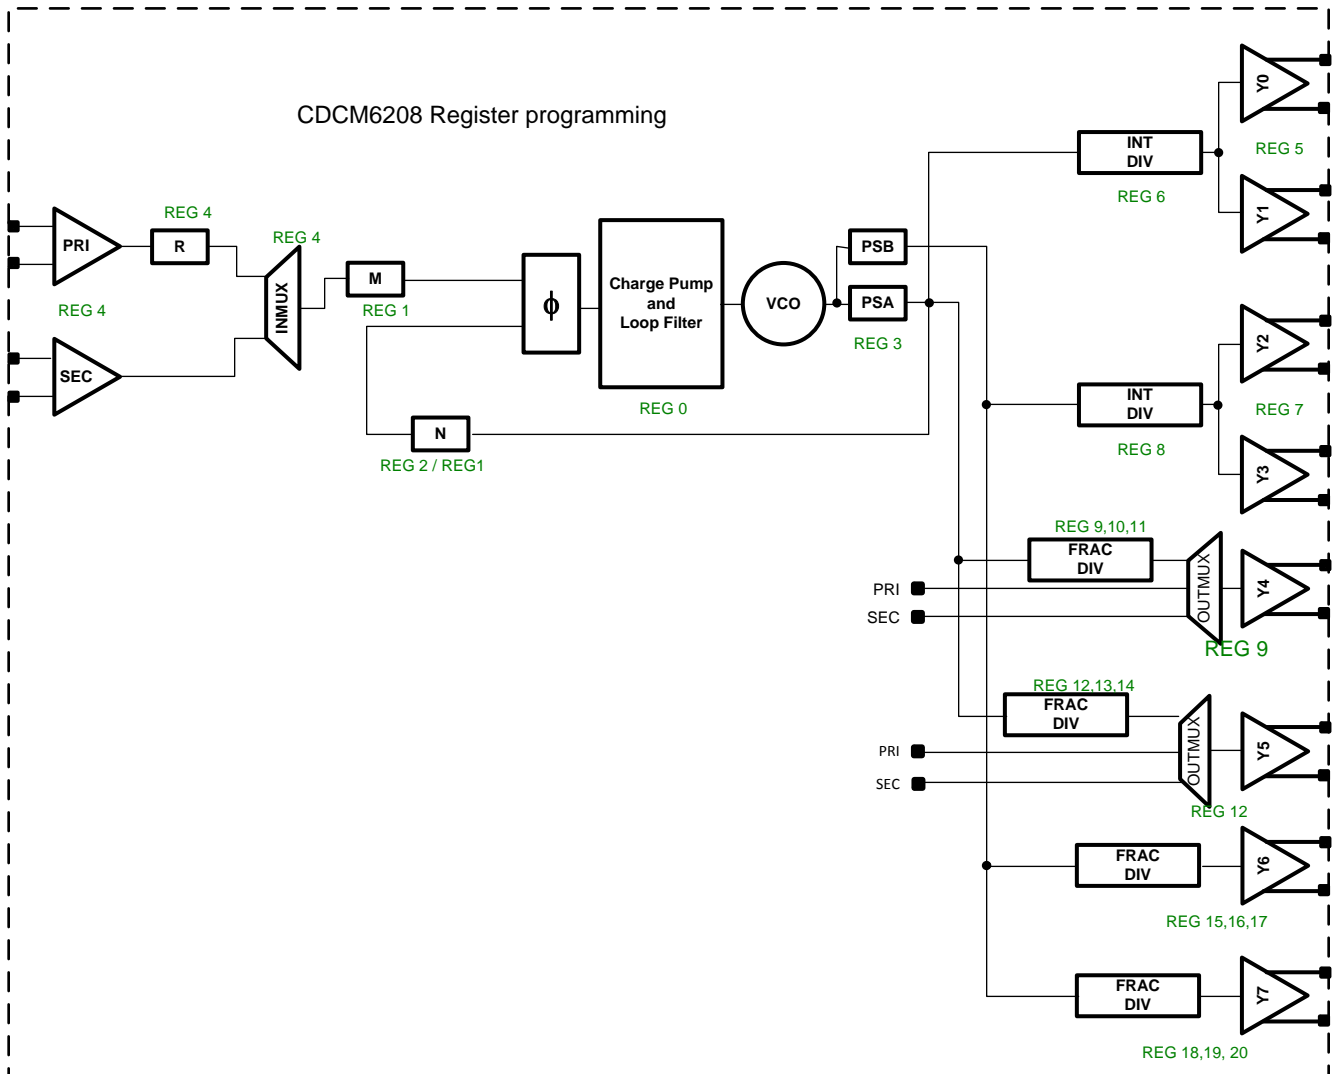 CDCM6208 Register programming
Y0
INT
DIV
REG 5
REG 6
Y1
REG 4
R
PRI
REG 4
INMUX
REG 4
M
REG 1
ϕ
Charge Pump
and
Loop Filter
REG 0
VCO
PSB
PSA
REG 3
SEC
N
REG 2 / REG1
Y2
INT
DIV
REG 7
REG 8
Y3
REG 9,10,11
FRAC
DIV
PRI
SEC
OUTMUX
Y4
REG 9
REG 12,13,14
FRAC
DIV
PRI
SEC
OUTMUX
Y5
REG 12
FRAC
DIV
Y6
REG 15,16,17
FRAC
DIV
Y7
REG 18,19, 20